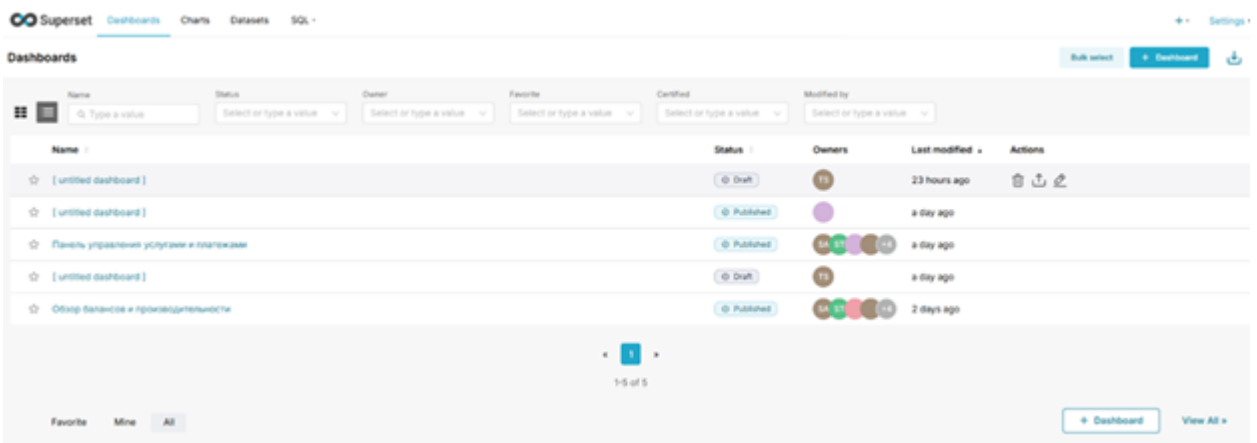 Superset Dashboards Charts Datasets SQL
+ Settings
Dashboards
Bulk select + Dashboard
Name Status Owner Favorite Certified Modified by
Type a value Select or type a value Select or type a value Select or type a value Select or type a value Select or type a value
Name Status Owners Last modified Actions
[ untitled dashboard ] Draft TS 23 hours ago
[ untitled dashboard ] Published a day ago
Панель управления услугами и платежами Published SA ST a day ago
[ untitled dashboard ] Draft TS a day ago
Обзор балансов и производительности Published SA ST 2 days ago
« 1 »
1-5 of 5
Favorite Mine All + Dashboard View All »